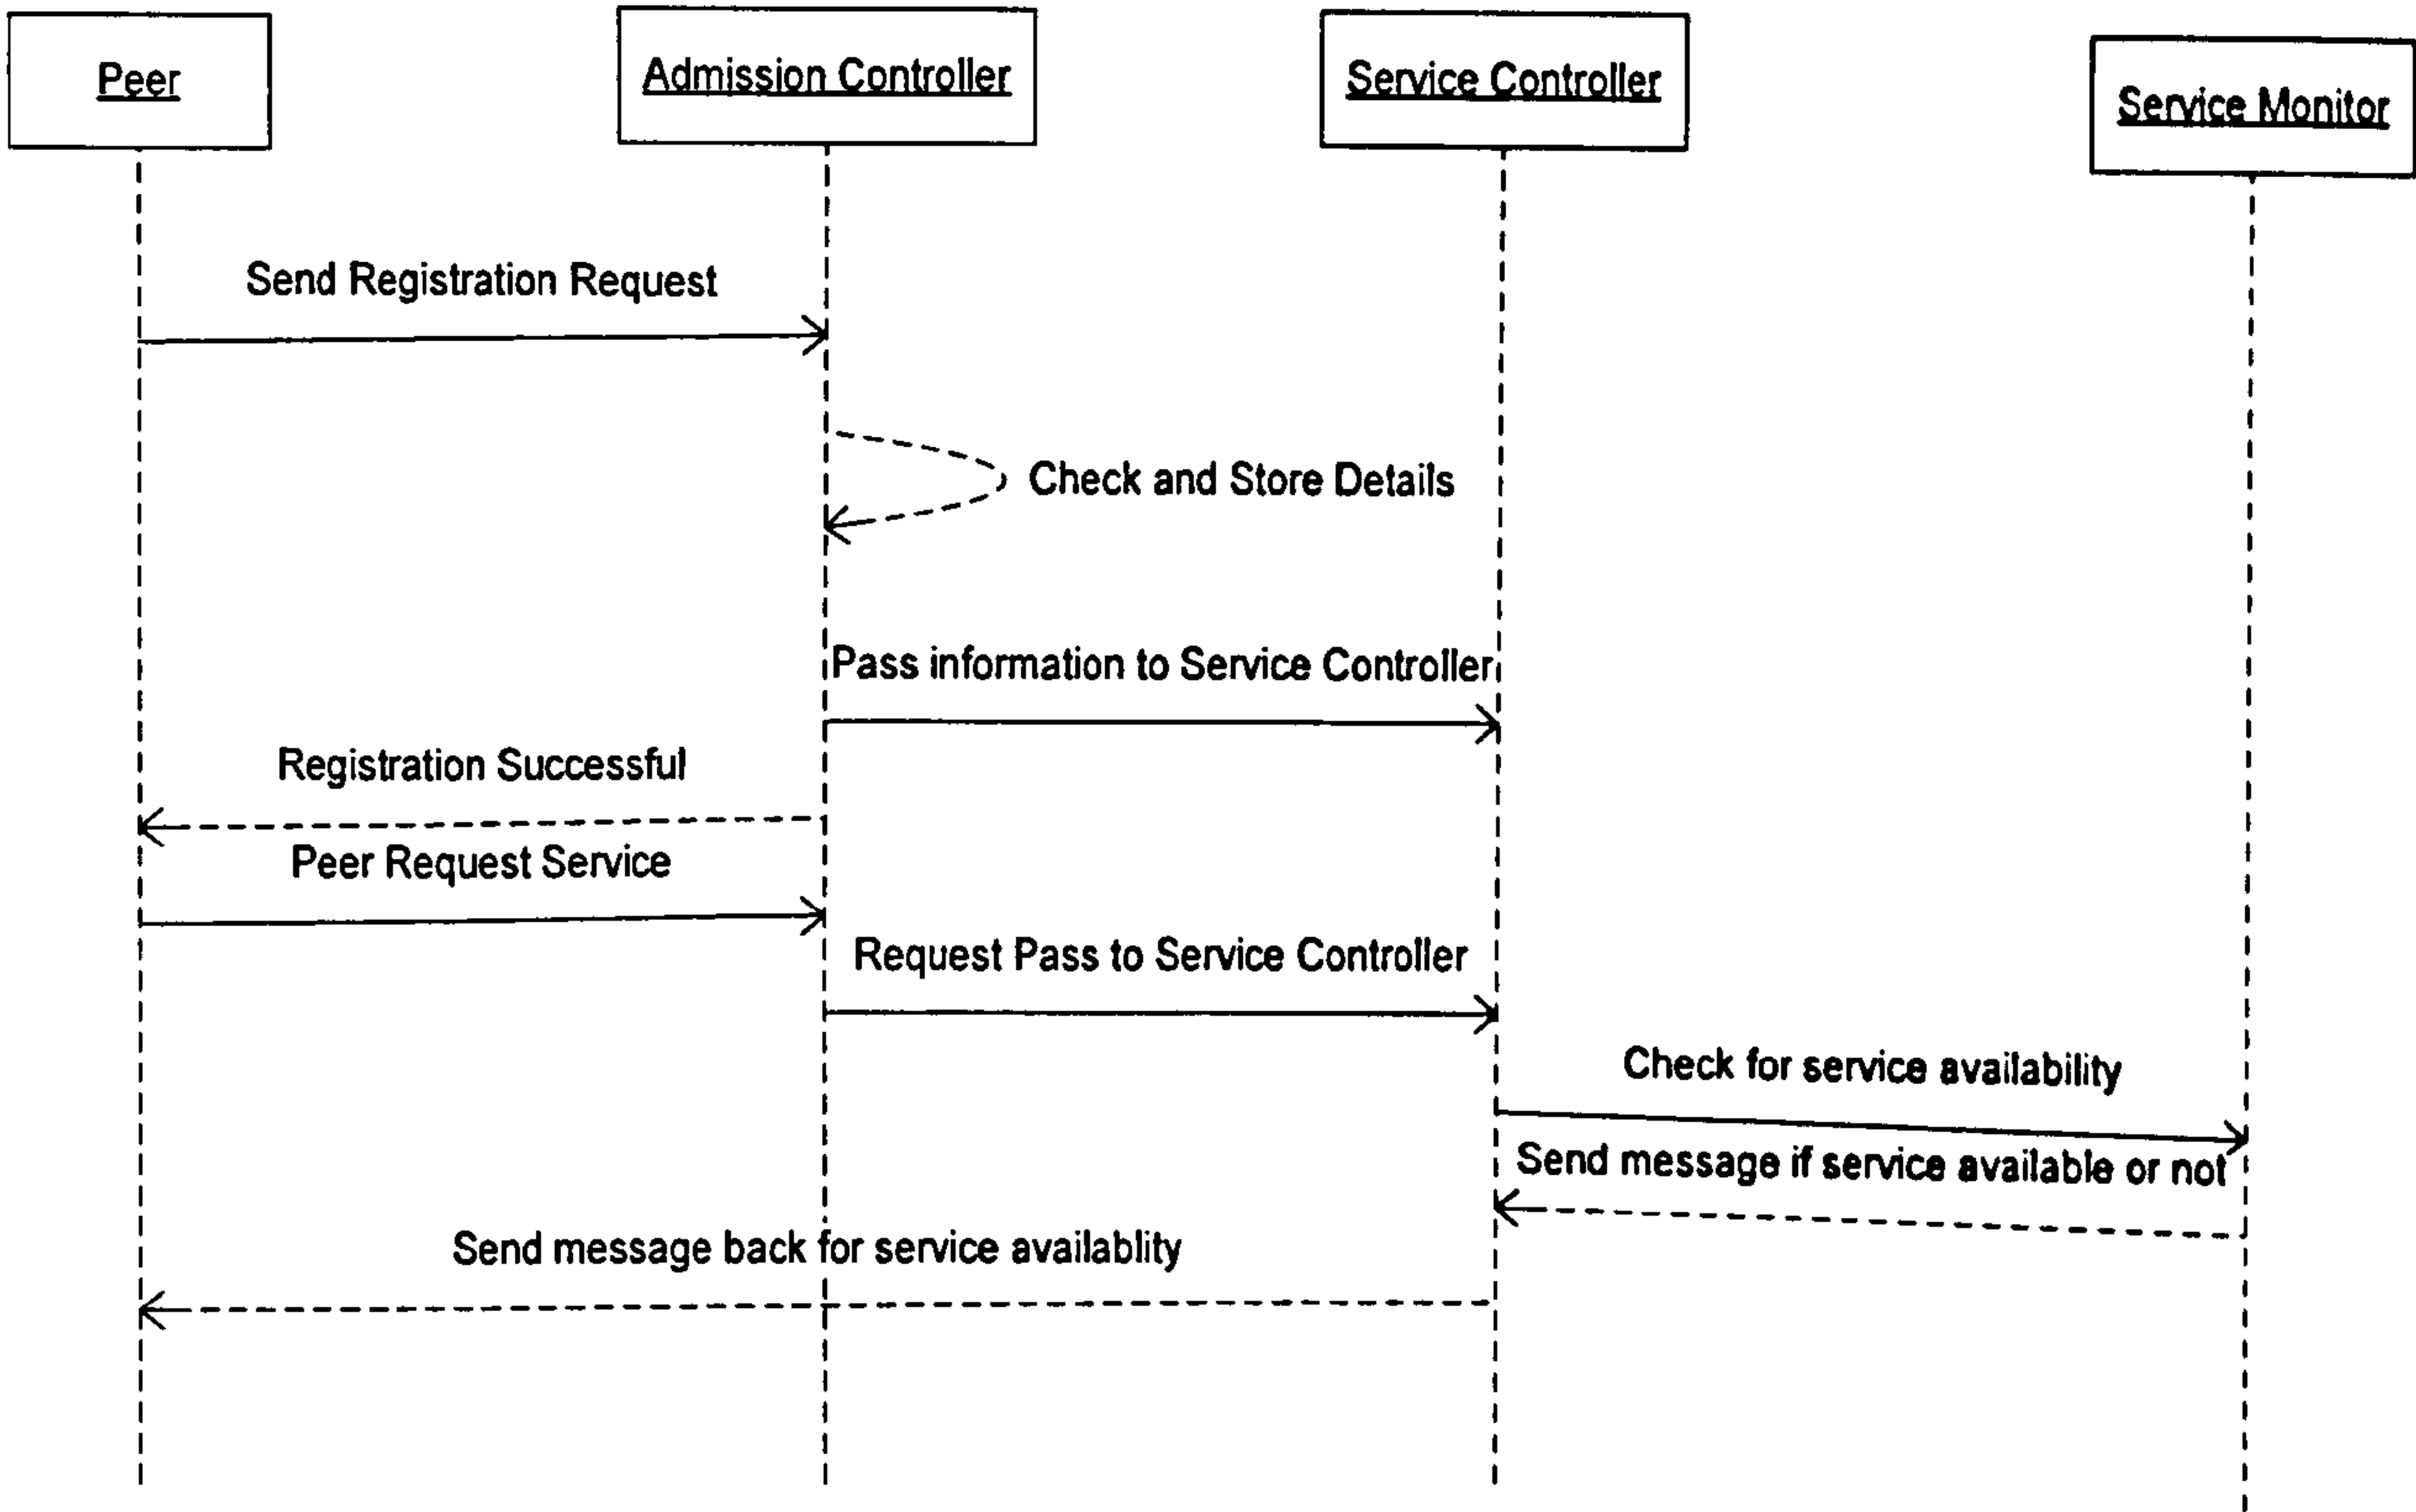 Peer
Admission Controller
Service Controller
Service Monitor
Send Registration Request
Check and Store Details
Pass information to Service Controller
Registration Successful
Peer Request Service
Request Pass to Service Controller
Check for service availability
Send message if service available or not
Send message back for service availablity